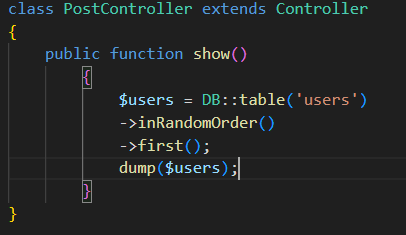 class PostController extends Controller
{
public function show()
{
$users = DB::table('users')
->inRandomOrder()
->first();
dump($users);
}
}